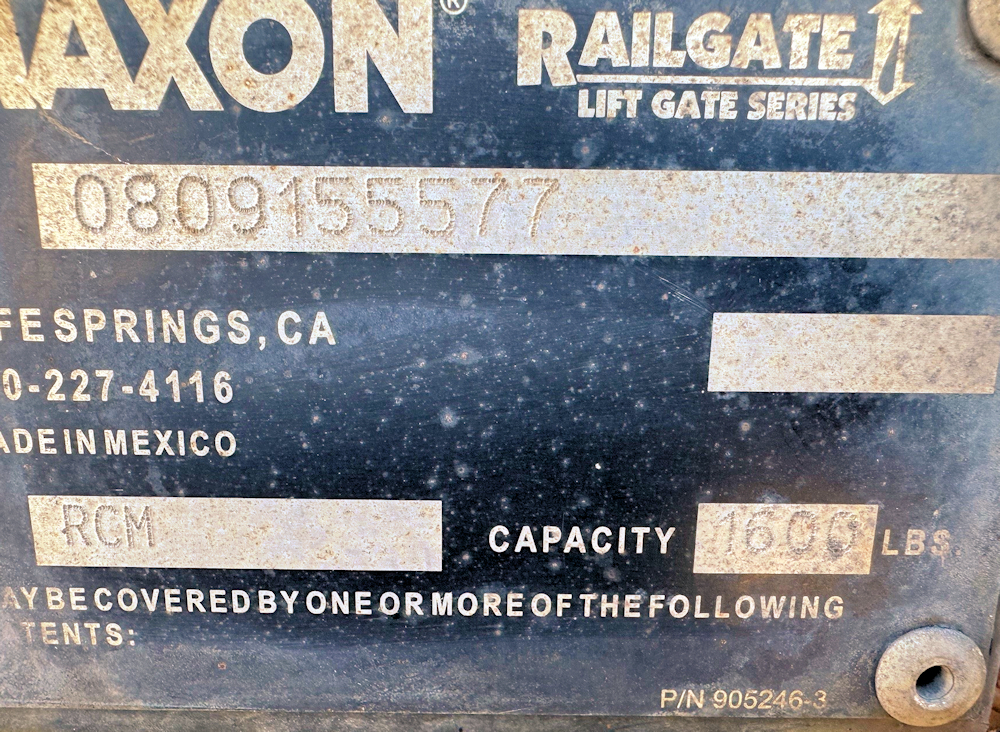 MAXON®
RAILGATE
LIFT GATE SERIES
0809155577
FE SPRINGS, CA
0-227-4116
ADE IN MEXICO
RCM
CAPACITY 1600 LBS.
AY BE COVERED BY ONE OR MORE OF THE FOLLOWING
TENTS:
P/N 905246-3